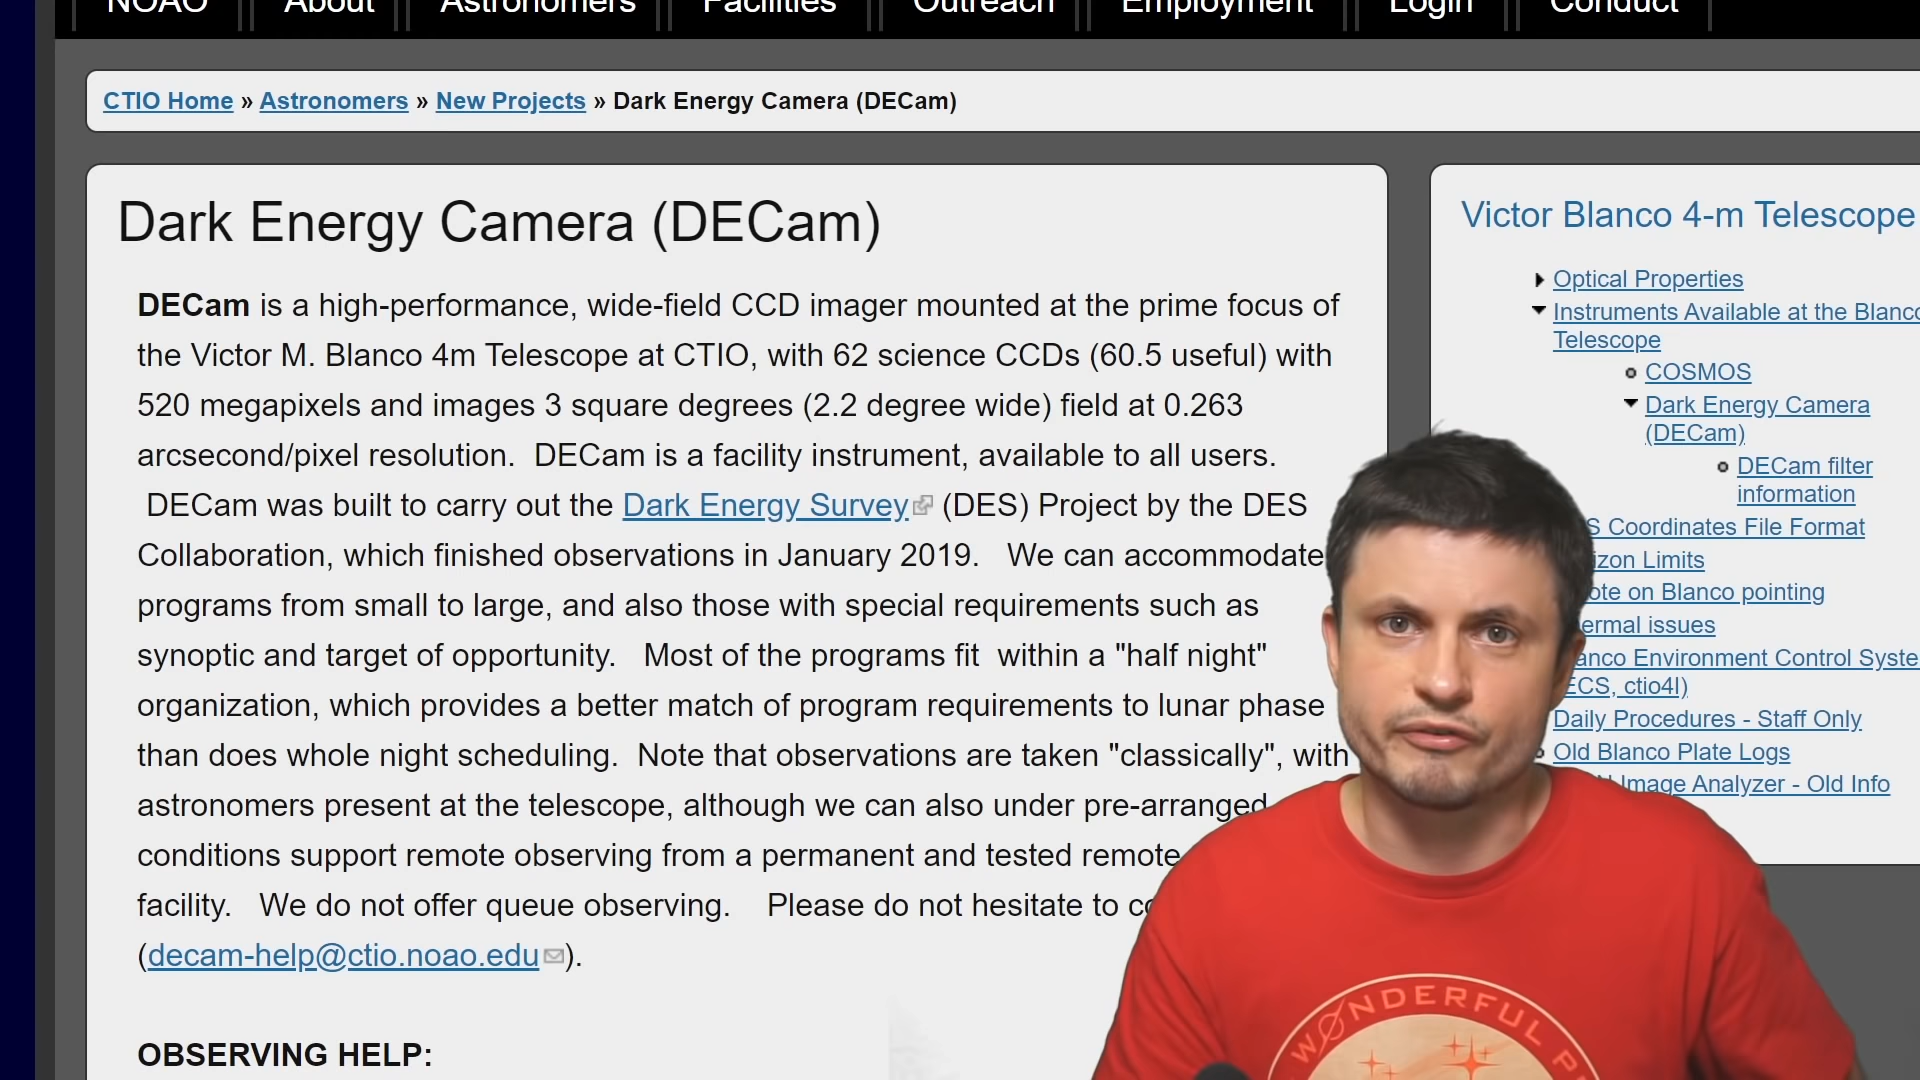 NOAO About Astronomers Facilities Outreach Employment Login Conduct
CTIO Home » Astronomers » New Projects » Dark Energy Camera (DECam)
Dark Energy Camera (DECam)
DECam is a high-performance, wide-field CCD imager mounted at the prime focus of
the Victor M. Blanco 4m Telescope at CTIO, with 62 science CCDs (60.5 useful) with
520 megapixels and images 3 square degrees (2.2 degree wide) field at 0.263
arcsecond/pixel resolution. DECam is a facility instrument, available to all users.
DECam was built to carry out the Dark Energy Survey (DES) Project by the DES
Collaboration, which finished observations in January 2019. We can accommodate
programs from small to large, and also those with special requirements such as
synoptic and target of opportunity. Most of the programs fit within a "half night"
organization, which provides a better match of program requirements to lunar phase
than does whole night scheduling. Note that observations are taken "classically", with
astronomers present at the telescope, although we can also under pre-arranged
conditions support remote observing from a permanent and tested remote
facility. We do not offer queue observing. Please do not hesitate to
(decam-help@ctio.noao.edu).
OBSERVING HELP:
Victor Blanco 4-m Telescope
Optical Properties
Instruments Available at the Blanco
Telescope
COSMOS
Dark Energy Camera
(DECam)
DECam filter
information
Coordinates File Format
Limits
on Blanco pointing
issues
Environment Control
ctio4l)
Daily Procedures - Staff Only
Old Blanco Plate Logs
Image Analyzer - Old Info
WONDERFUL